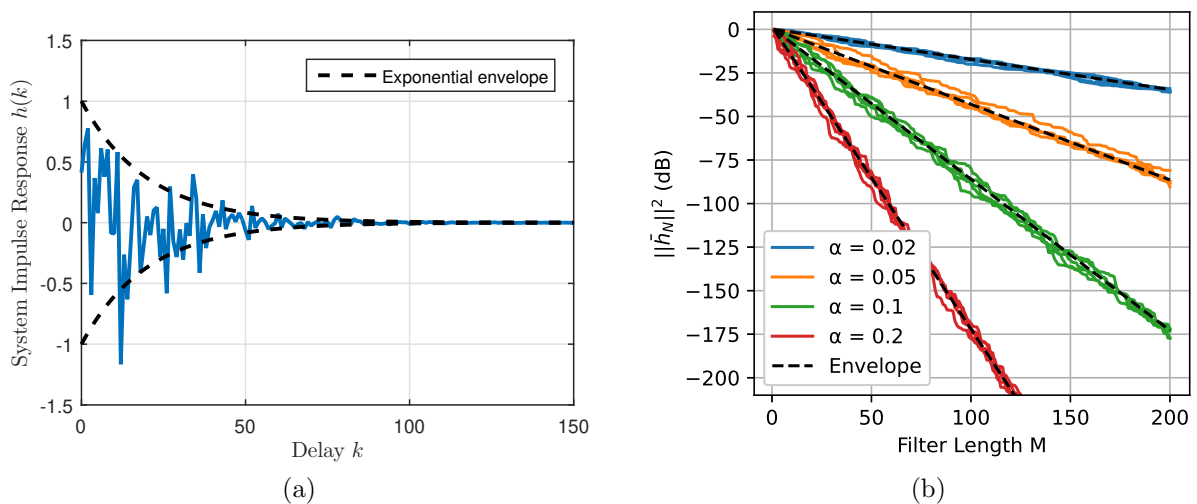 1.5
1
0.5
0
-0.5
-1
-1.5
0
50
100
150
System Impulse Response h(k)
Delay k
Exponential envelope
(a)
0
−25
−50
−75
−100
−125
−150
−175
−200
0
50
100
150
200
||h̄_N||² (dB)
Filter Length M
α = 0.02
α = 0.05
α = 0.1
α = 0.2
Envelope
(b)